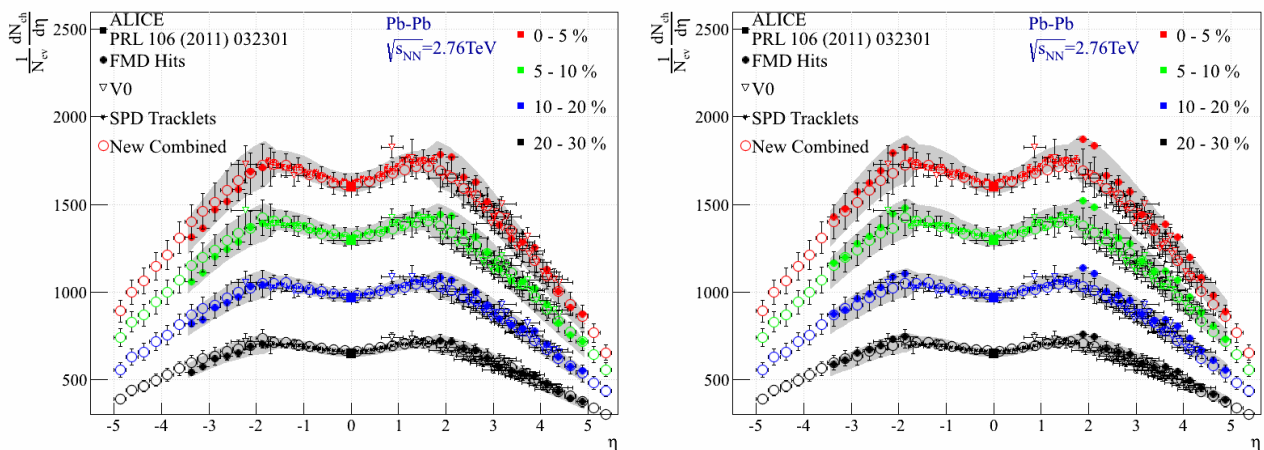 1/N_ev dN_ch/dη
2500
2000
1500
1000
500
ALICE
PRL 106 (2011) 032301
FMD Hits
V0
SPD Tracklets
New Combined
Pb-Pb
√s_NN=2.76TeV
0 - 5 %
5 - 10 %
10 - 20 %
20 - 30 %
-5 -4 -3 -2 -1 0 1 2 3 4 5
η
1/N_ev dN_ch/dη
2500
2000
1500
1000
500
ALICE
PRL 106 (2011) 032301
FMD Hits
V0
SPD Tracklets
New Combined
Pb-Pb
√s_NN=2.76TeV
0 - 5 %
5 - 10 %
10 - 20 %
20 - 30 %
-5 -4 -3 -2 -1 0 1 2 3 4 5
η